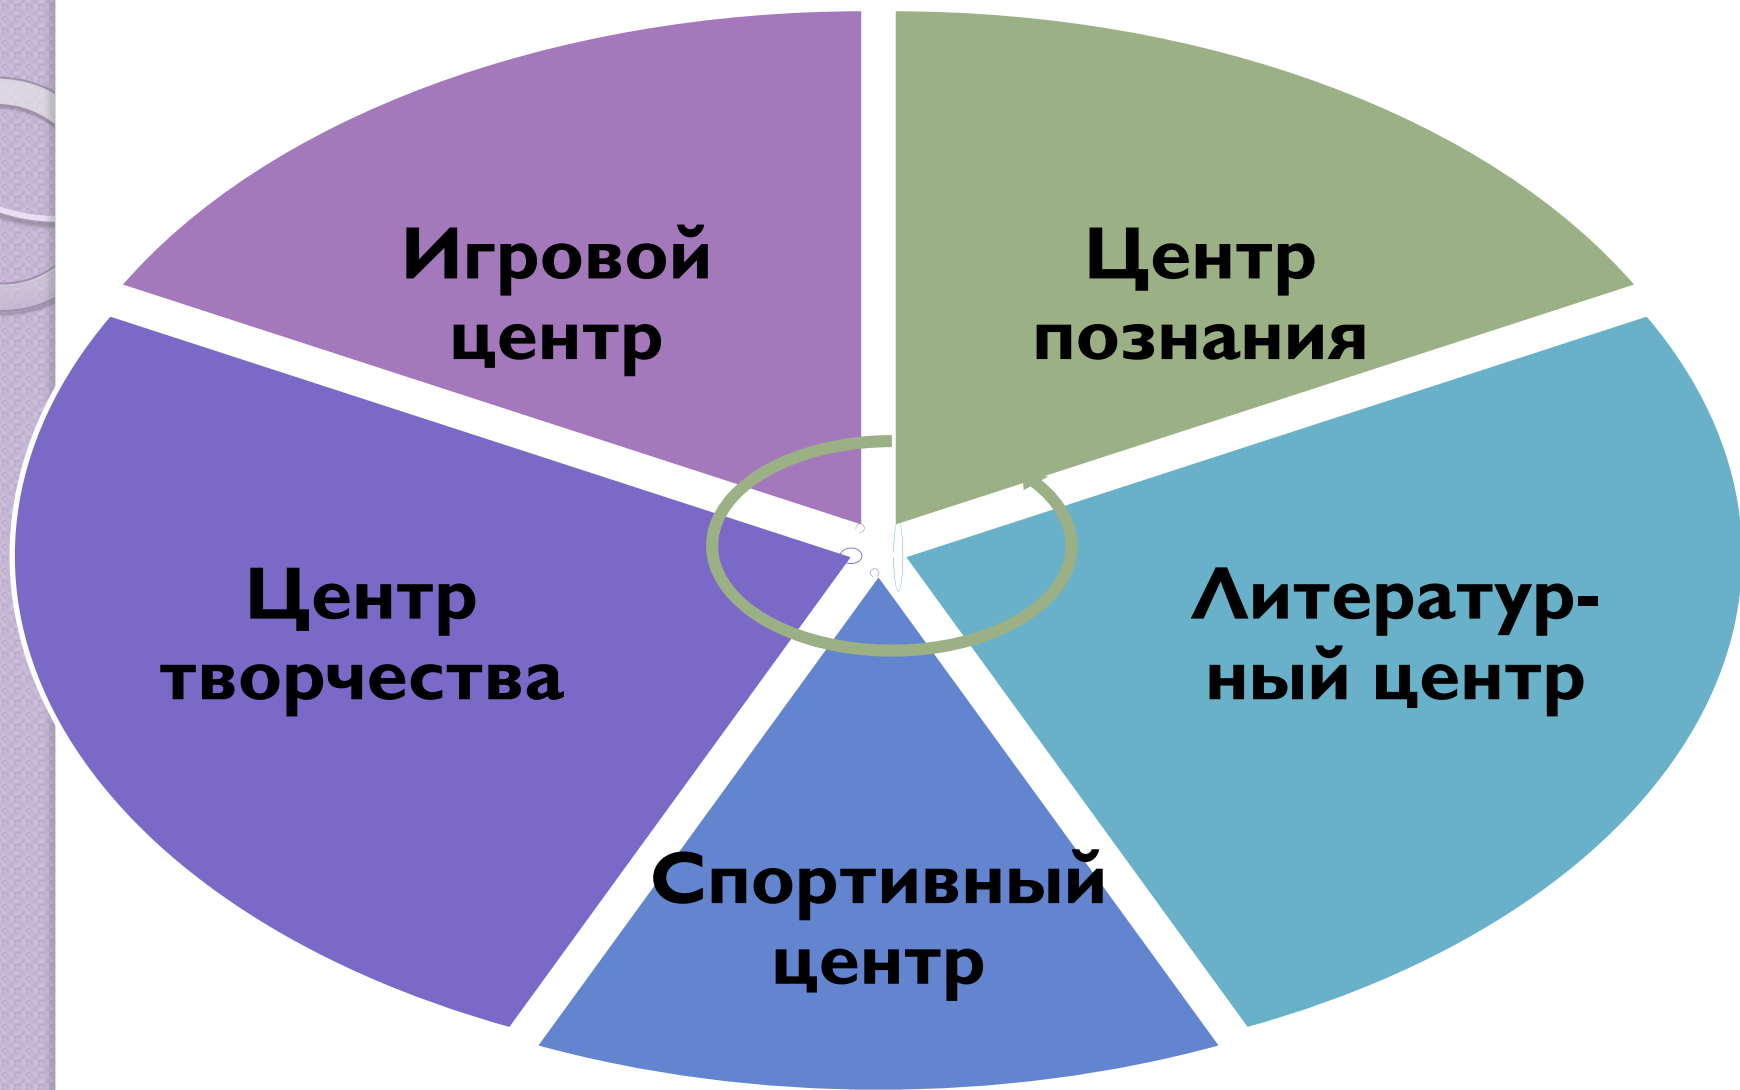 Игровой
центр
Центр
познания
Центр
творчества
Литератур-
ный центр
Спортивный
центр